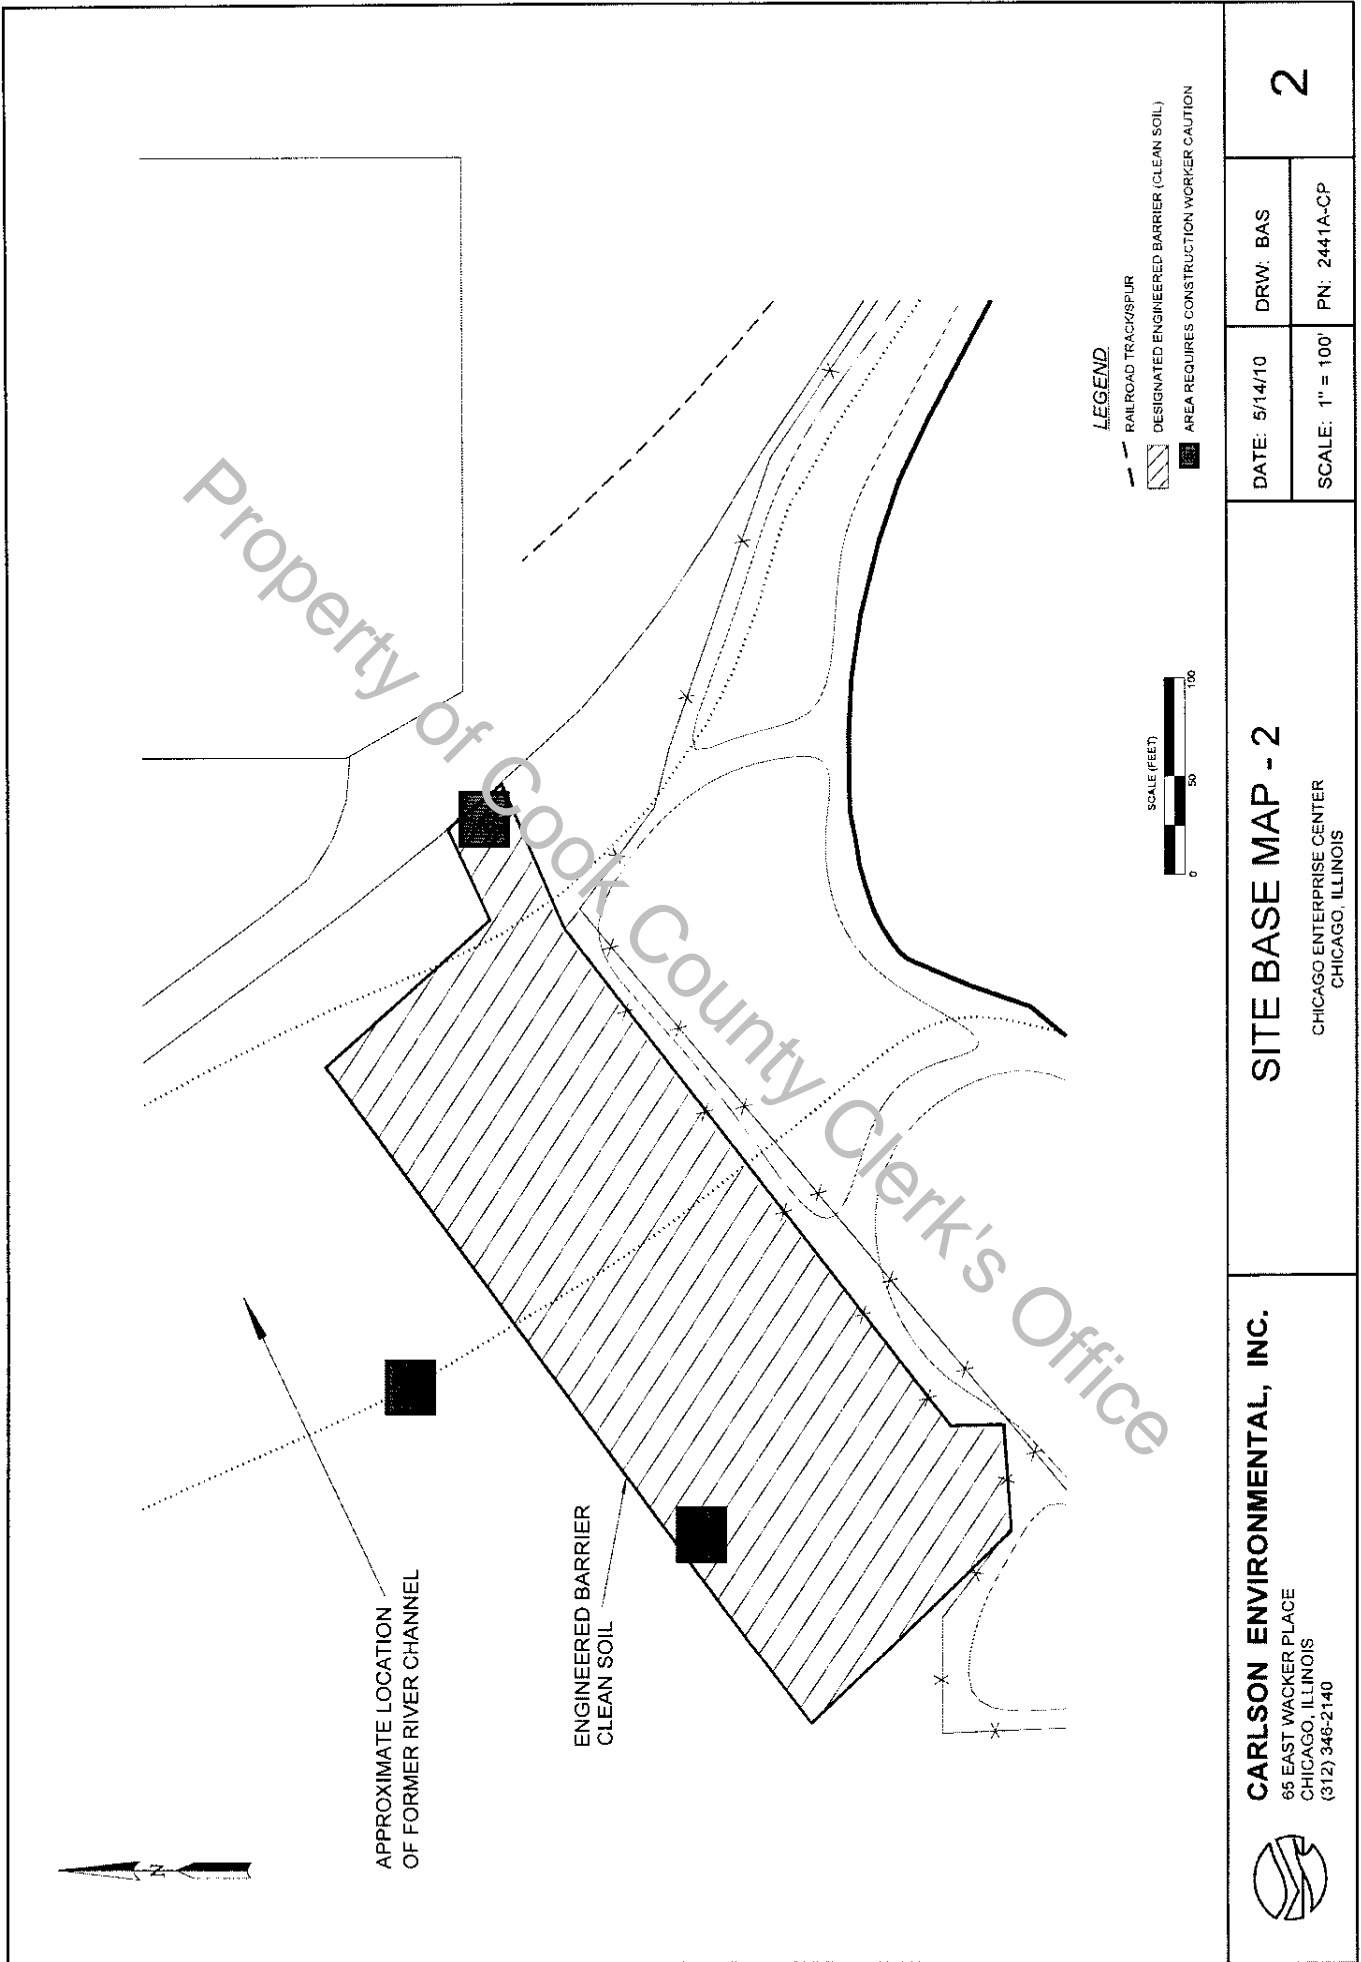 APPROXIMATE LOCATION
OF FORMER RIVER CHANNEL
ENGINEERED BARRIER
CLEAN SOIL
N
LEGEND
RAILROAD TRACK/SPUR
DESIGNATED ENGINEERED BARRIER (CLEAN SOIL)
AREA REQUIRES CONSTRUCTION WORKER CAUTION
SCALE (FEET)
0 50 100
Property of Cook County Clerk's Office
CARLSON ENVIRONMENTAL, INC.
65 EAST WACKER PLACE
CHICAGO, ILLINOIS
(312) 346-2140
SITE BASE MAP - 2
CHICAGO ENTERPRISE CENTER
CHICAGO, ILLINOIS
DATE: 5/14/10
DRW: BAS
SCALE: 1" = 100'
PN: 2441A-CP
2